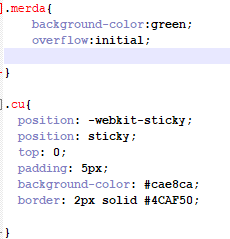 .merda{
background-color:green;
overflow:initial;
}
.cu{
position: -webkit-sticky;
position: sticky;
top: 0;
padding: 5px;
background-color: #cae8ca;
border: 2px solid #4CAF50;
}